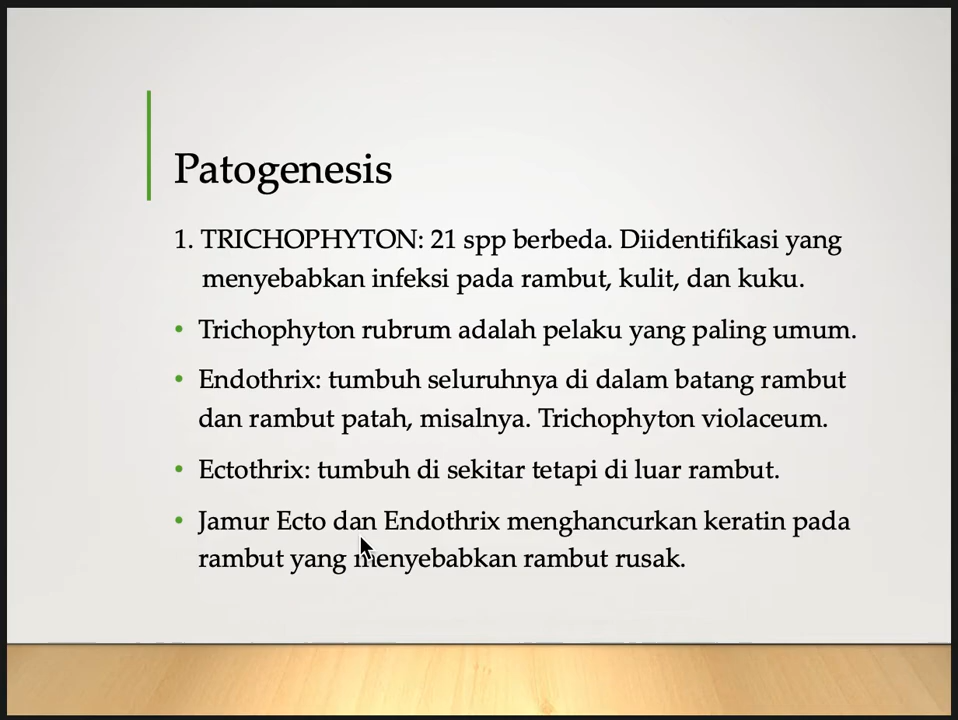 Patogenesis
1. TRICHOPHYTON: 21 spp berbeda. Diidentifikasi yang
menyebabkan infeksi pada rambut, kulit, dan kuku.
• Trichophyton rubrum adalah pelaku yang paling umum.
• Endothrix: tumbuh seluruhnya di dalam batang rambut
dan rambut patah, misalnya. Trichophyton violaceum.
• Ectothrix: tumbuh di sekitar tetapi di luar rambut.
• Jamur Ecto dan Endothrix menghancurkan keratin pada
rambut yang menyebabkan rambut rusak.